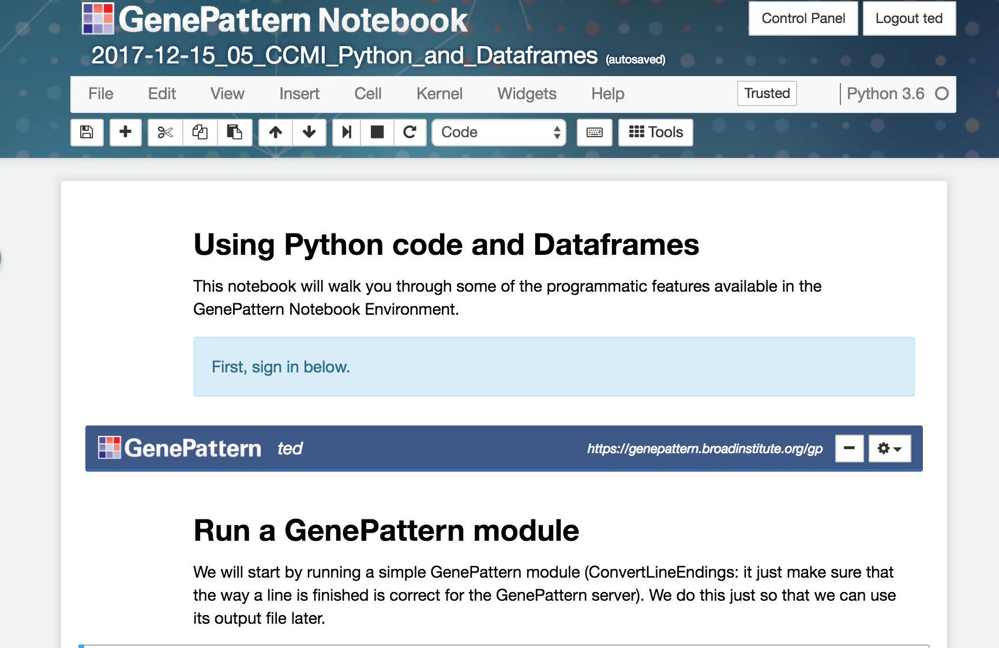 GenePattern Notebook
Control Panel
Logout ted
2017-12-15_05_CCMI_Python_and_Dataframes (autosaved)
File Edit View Insert Cell Kernel Widgets Help Trusted Python 3.6
Code Tools
Using Python code and Dataframes
This notebook will walk you through some of the programmatic features available in the
GenePattern Notebook Environment.
First, sign in below.
GenePattern ted https://genepattern.broadinstitute.org/gp
Run a GenePattern module
We will start by running a simple GenePattern module (ConvertLineEndings: it just make sure that
the way a line is finished is correct for the GenePattern server). We do this just so that we can use
its output file later.